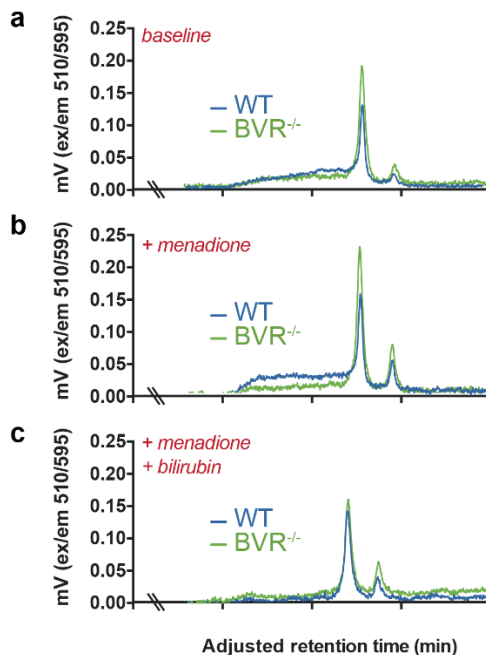 a
baseline
mV (ex/em 510/595)
0.25
0.20
0.15
0.10
0.05
0.00
WT
BVR-/-
b
+ menadione
mV (ex/em 510/595)
0.25
0.20
0.15
0.10
0.05
0.00
WT
BVR-/-
c
+ menadione
+ bilirubin
mV (ex/em 510/595)
0.25
0.20
0.15
0.10
0.05
0.00
WT
BVR-/-
Adjusted retention time (min)